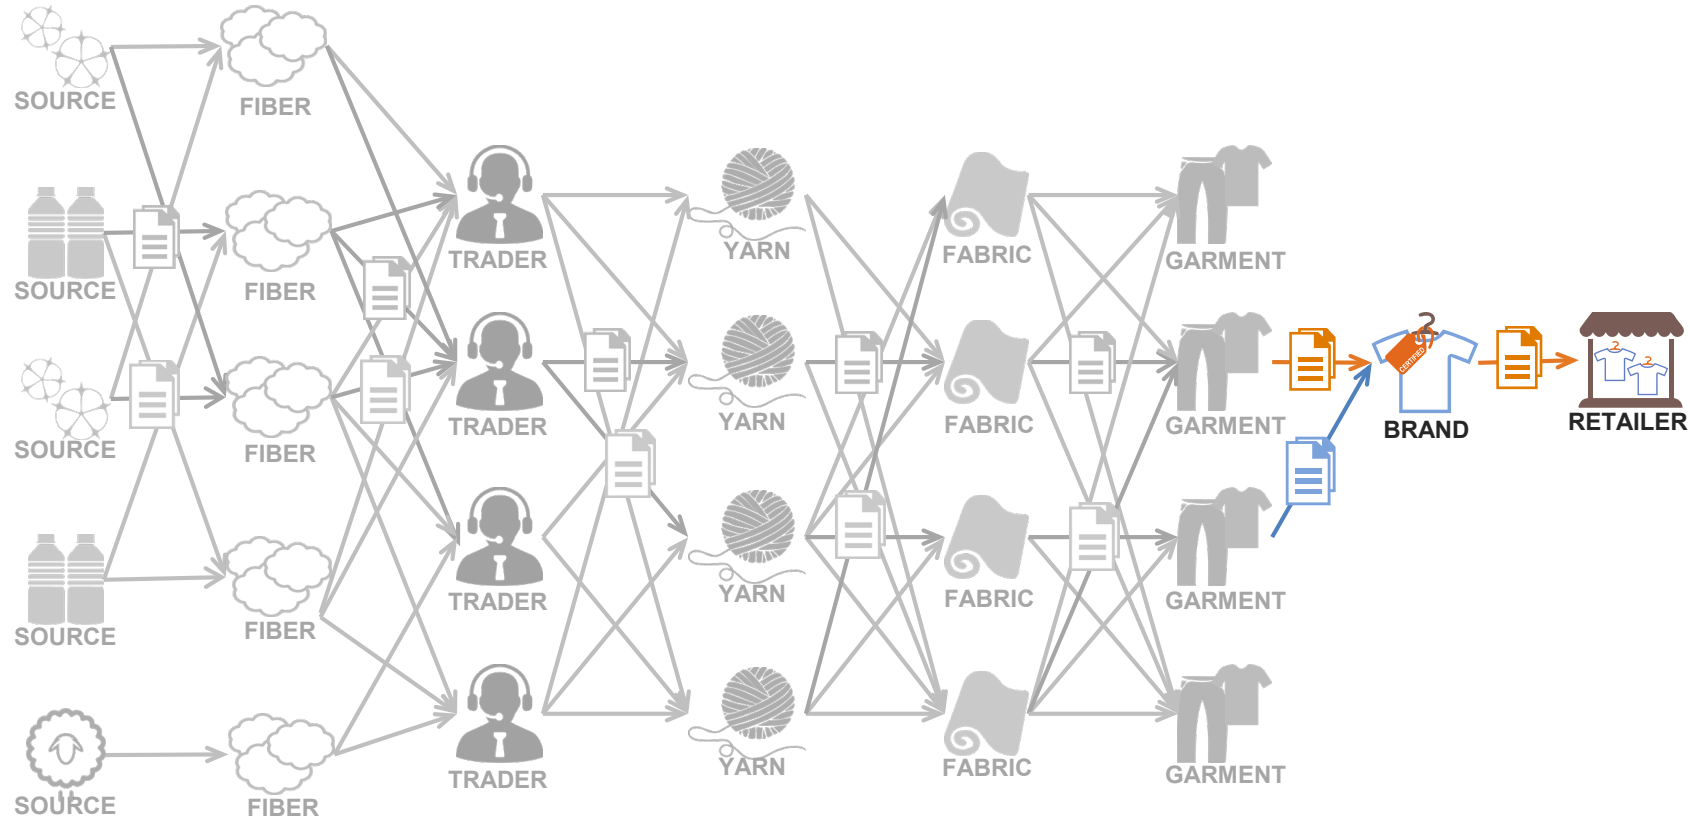 SOURCE
FIBER
SOURCE
FIBER
TRADER
YARN
FABRIC
GARMENT
SOURCE
FIBER
TRADER
YARN
FABRIC
GARMENT
CERTIFIED
BRAND
RETAILER
SOURCE
FIBER
TRADER
YARN
FABRIC
GARMENT
SOURCE
FIBER
TRADER
YARN
FABRIC
GARMENT